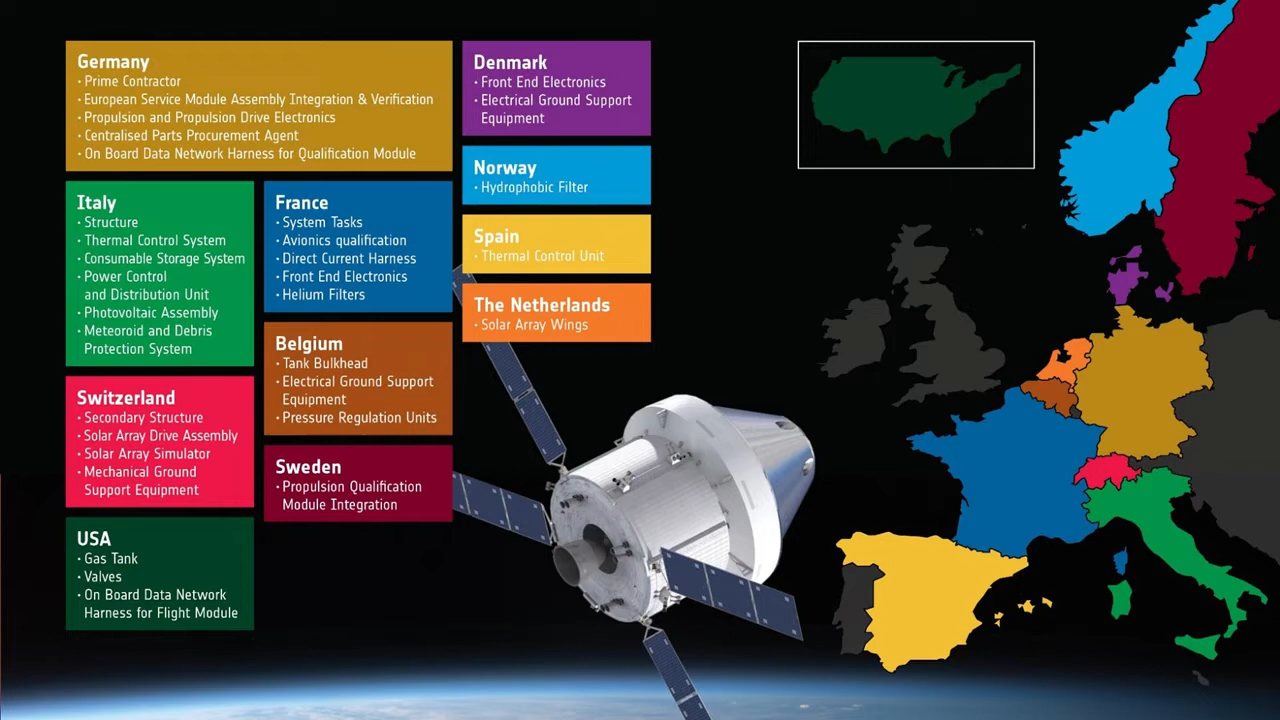 Germany
· Prime Contractor
· European Service Module Assembly Integration & Verification
· Propulsion and Propulsion Drive Electronics
· Centralised Parts Procurement Agent
· On Board Data Network Harness for Qualification Module
Italy
· Structure
· Thermal Control System
· Consumable Storage System
· Power Control
and Distribution Unit
· Photovoltaic Assembly
· Meteoroid and Debris
Protection System
Switzerland
· Secondary Structure
· Solar Array Drive Assembly
· Solar Array Simulator
· Mechanical Ground
Support Equipment
USA
· Gas Tank
· Valves
· On Board Data Network
Harness for Flight Module
France
· System Tasks
· Avionics qualification
· Direct Current Harness
· Front End Electronics
· Helium Filters
Belgium
· Tank Bulkhead
· Electrical Ground Support
Equipment
· Pressure Regulation Units
Sweden
· Propulsion Qualification
Module Integration
Denmark
· Front End Electronics
· Electrical Ground Support
Equipment
Norway
· Hydrophobic Filter
Spain
· Thermal Control Unit
The Netherlands
· Solar Array Wings